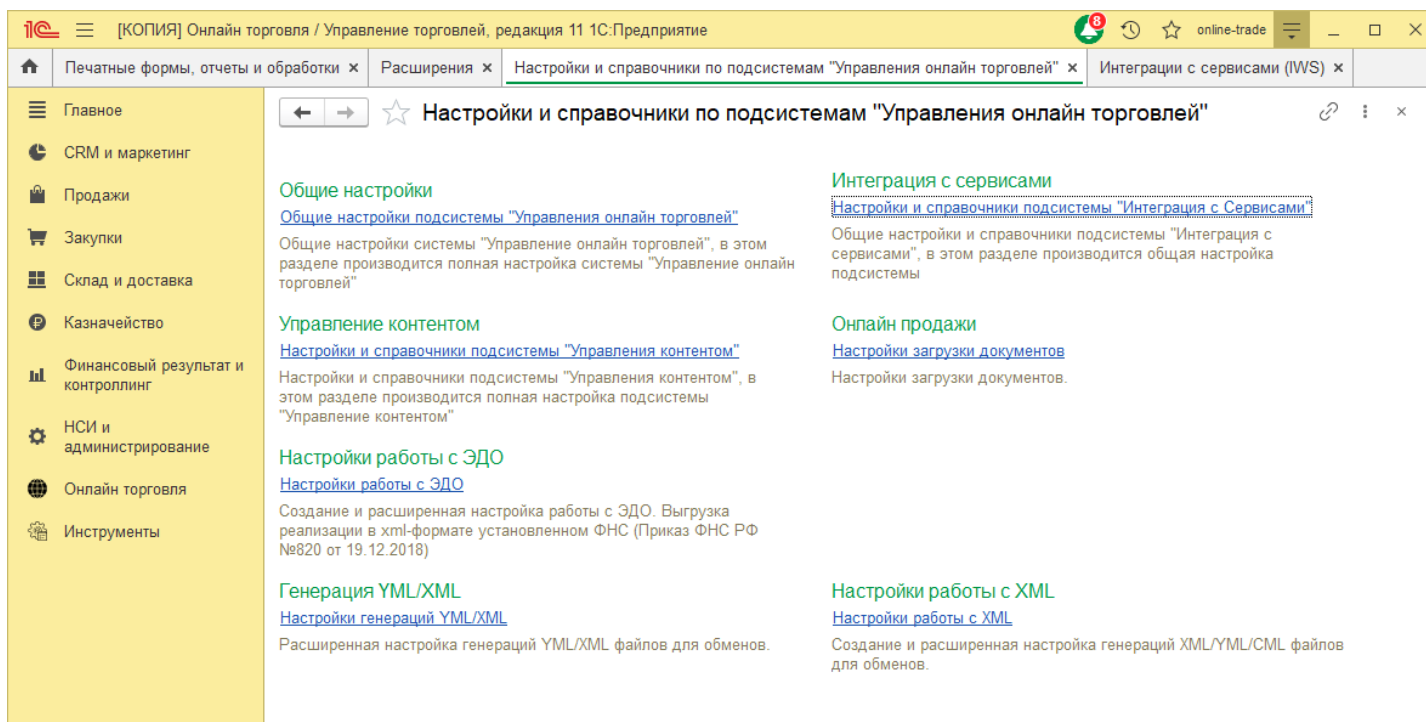 [КОПИЯ] Онлайн торговля / Управление торговлей, редакция 11 1С:Предприятие
8
online-trade
Печатные формы, отчеты и обработки
Расширения
Настройки и справочники по подсистемам "Управления онлайн торговлей"
Интеграции с сервисами (IWS)
Главное
CRM и маркетинг
Продажи
Закупки
Склад и доставка
Казначейство
Финансовый результат и
контроллинг
НСИ и
администрирование
Онлайн торговля
Инструменты
Настройки и справочники по подсистемам "Управления онлайн торговлей"
Общие настройки
Общие настройки подсистемы "Управления онлайн торговлей"
Общие настройки системы "Управление онлайн торговлей", в этом
разделе производится полная настройка системы "Управление онлайн
торговлей"
Интеграция с сервисами
Настройки и справочники подсистемы "Интеграция с Сервисами"
Общие настройки и справочники подсистемы "Интеграция с
сервисами", в этом разделе производится общая настройка
подсистемы
Управление контентом
Настройки и справочники подсистемы "Управления контентом"
Настройки и справочники подсистемы "Управления контентом", в
этом разделе производится полная настройка подсистемы
"Управление контентом"
Онлайн продажи
Настройки загрузки документов
Настройки загрузки документов.
Настройки работы с ЭДО
Настройки работы с ЭДО
Создание и расширенная настройка работы с ЭДО. Выгрузка
реализации в xml-формате установленном ФНС (Приказ ФНС РФ
№820 от 19.12.2018)
Генерация YML/XML
Настройки генераций YML/XML
Расширенная настройка генераций YML/XML файлов для обменов.
Настройки работы с XML
Настройки работы с XML
Создание и расширенная настройка генераций XML/YML/CML файлов
для обменов.